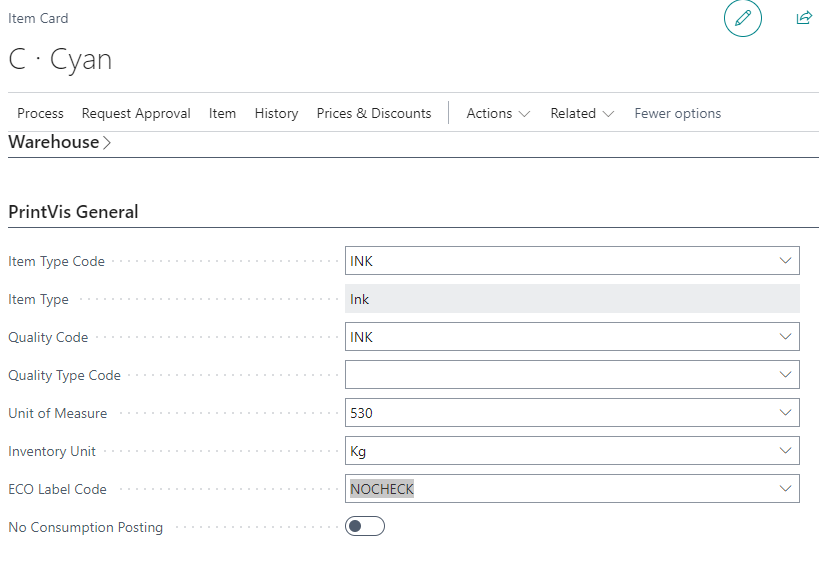 Item Card
C · Cyan
Process Request Approval Item History Prices & Discounts Actions Related Fewer options
Warehouse
PrintVis General
Item Type Code INK
Item Type Ink
Quality Code INK
Quality Type Code
Unit of Measure 530
Inventory Unit Kg
ECO Label Code NOCHECK
No Consumption Posting